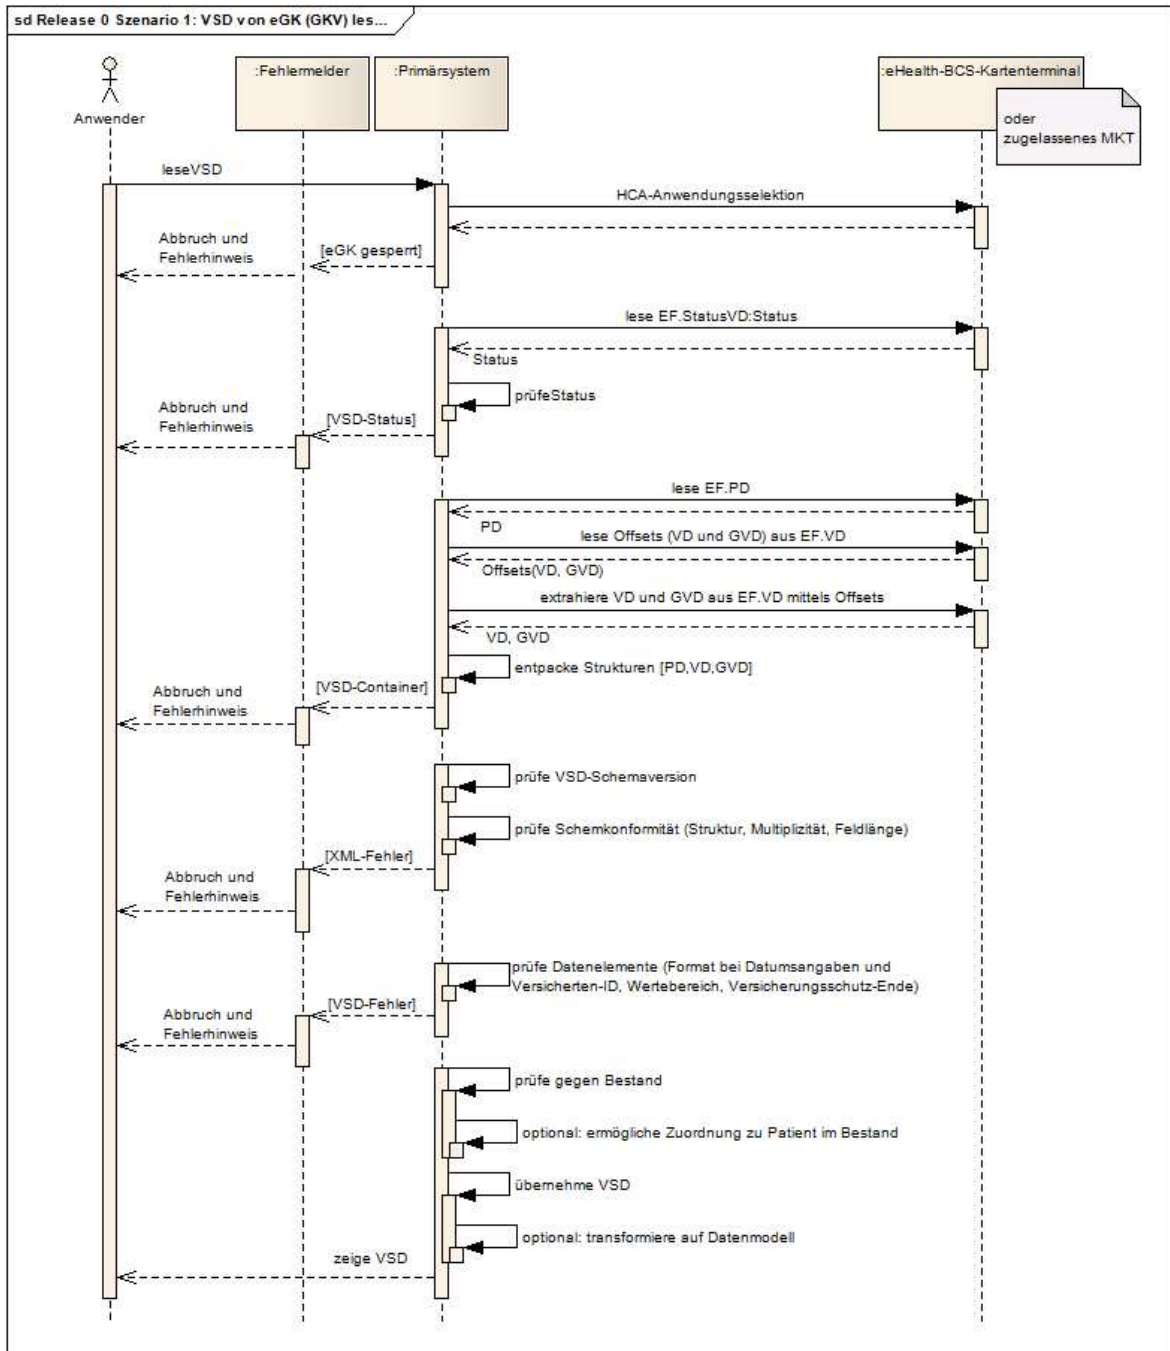 sd Release 0 Szenario 1: VSD von eGK (GKV) les...
:Fehlermelder
:Primärsystem
:eHealth-BCS-Kartenterminal
oder
zugelassenes MKT
Anwender
leseVSD
HCA-Anwendungsselektion
Abbruch und
Fehlerhinweis
[eGK gesperrt]
lese EF.StatusVD:Status
Status
prüfeStatus
Abbruch und
Fehlerhinweis
[VSD-Status]
lese EF.PD
PD
lese Offsets (VD und GVD) aus EF.VD
Offsets(VD, GVD)
extrahiere VD und GVD aus EF.VD mittels Offsets
VD, GVD
entpacke Strukturen [PD,VD,GVD]
[VSD-Container]
Abbruch und
Fehlerhinweis
prüfe VSD-Schemaversion
prüfe Schemkonformität (Struktur, Multiplizität, Feldlänge)
[XML-Fehler]
Abbruch und
Fehlerhinweis
prüfe Datenelemente (Format bei Datumsangaben und
Versicherten-ID, Wertebereich, Versicherungsschutz-Ende)
[VSD-Fehler]
Abbruch und
Fehlerhinweis
prüfe gegen Bestand
optional: ermögliche Zuordnung zu Patient im Bestand
übernehme VSD
optional: transformiere auf Datenmodell
zeige VSD